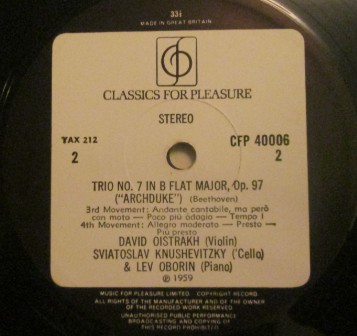 33⅓
MADE IN GREAT BRITAIN
CLASSICS FOR PLEASURE
STEREO
YAX 212
2
CFP 40006
2
TRIO NO. 7 IN B FLAT MAJOR, Op. 97
("ARCHDUKE") (Beethoven)
3rd Movement: Andante cantabile, ma però
con moto — Poco più adagio — Tempo I
4th Movement: Allegro moderato — Presto —
Più presto
DAVID OISTRAKH (Violin)
SVIATOSLAV KNUSHEVITZKY ('Cello)
& LEV OBORIN (Piano)
℗ 1959
MUSIC FOR PLEASURE LIMITED. COPYRIGHT RECORD.
ALL RIGHTS OF THE MANUFACTURER AND OF THE OWNER
OF THE RECORDED WORK RESERVED.
UNAUTHORISED PUBLIC PERFORMANCE
BROADCASTING AND COPYING OF
THIS RECORD PROHIBITED